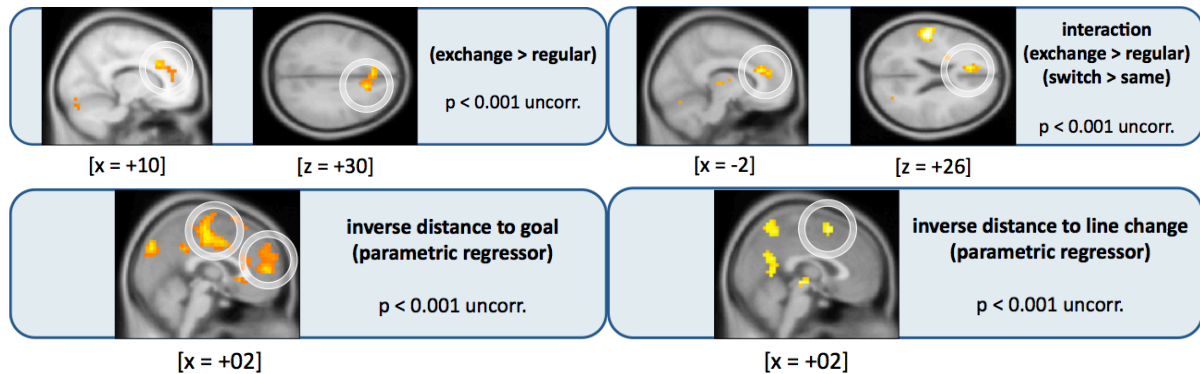 (exchange > regular)
p < 0.001 uncorr.
[x = +10]
[z = +30]
interaction
(exchange > regular)
(switch > same)
p < 0.001 uncorr.
[x = -2]
[z = +26]
inverse distance to goal
(parametric regressor)
p < 0.001 uncorr.
[x = +02]
inverse distance to line change
(parametric regressor)
p < 0.001 uncorr.
[x = +02]